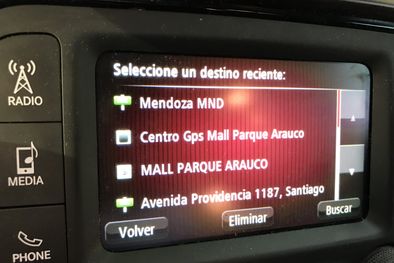 Seleccione un destino reciente:
Mendoza MND
Centro Gps Mall Parque Arauco
MALL PARQUE ARAUCO
Avenida Providencia 1187, Santiago
Volver
Eliminar
Buscar
RADIO
MEDIA
PHONE